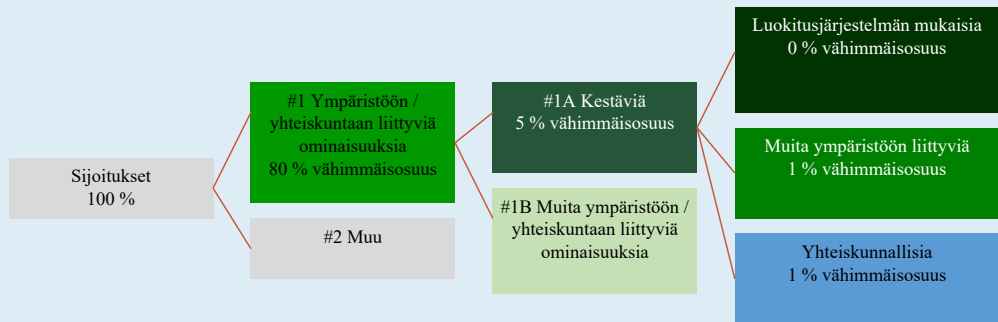 Sijoitukset
100 %
#1 Ympäristöön /
yhteiskuntaan liittyviä
ominaisuuksia
80 % vähimmäisosuus
#2 Muu
#1A Kestäviä
5 % vähimmäisosuus
#1B Muita ympäristöön /
yhteiskuntaan liittyviä
ominaisuuksia
Luokitusjärjestelmän mukaisia
0 % vähimmäisosuus
Muita ympäristöön liittyviä
1 % vähimmäisosuus
Yhteiskunnallisia
1 % vähimmäisosuus